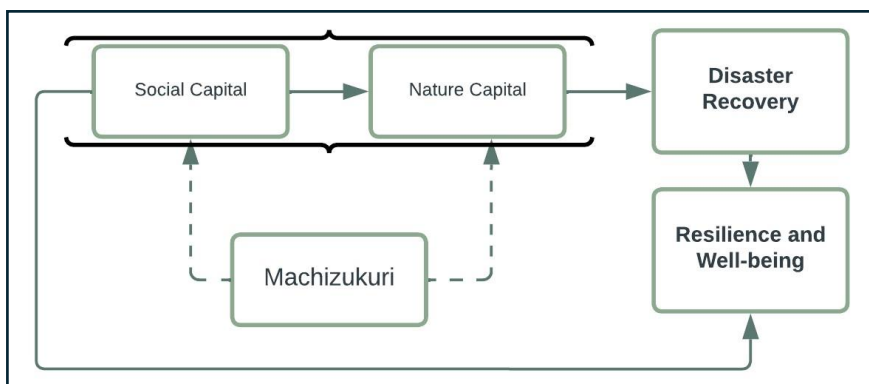 Social Capital
Nature Capital
Disaster
Recovery
Machizukuri
Resilience and
Well-being